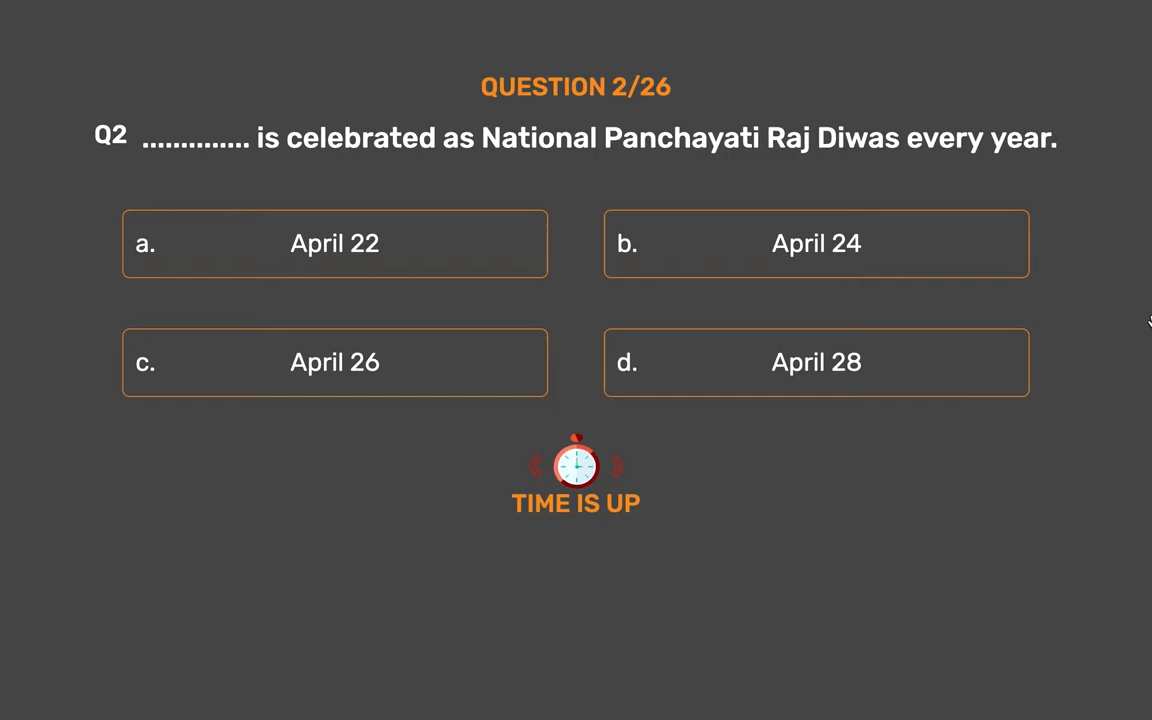 QUESTION 2/26
Q2 .............. is celebrated as National Panchayati Raj Diwas every year.
a. April 22
b. April 24
c. April 26
d. April 28
TIME IS UP